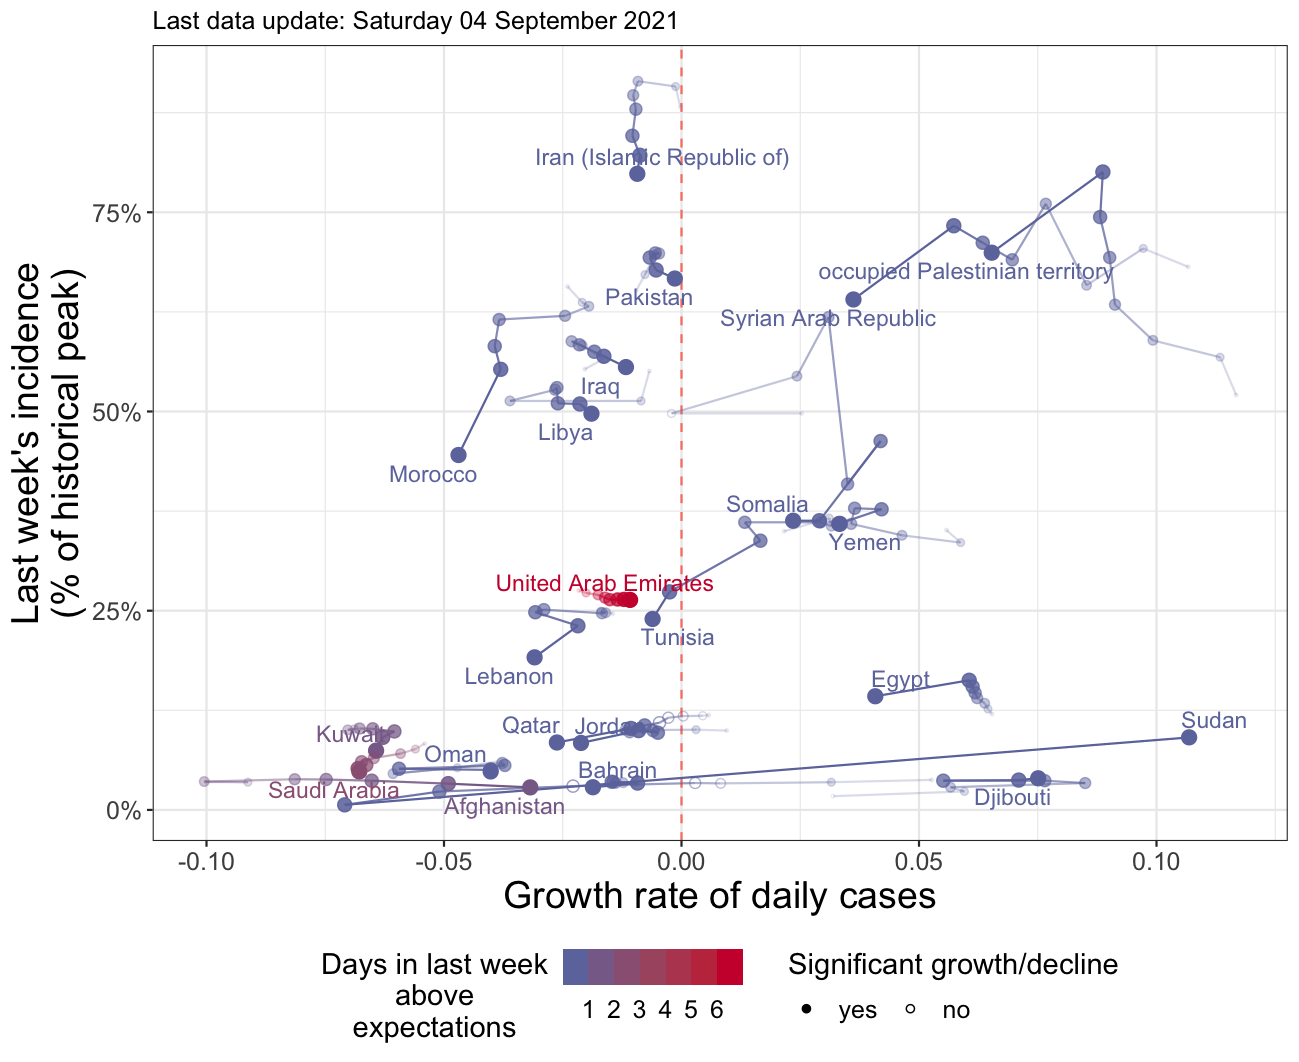 Last data update: Saturday 04 September 2021
Last week's incidence
(% of historical peak)
75%
50%
25%
0%
Iran (Islamic Republic of)
occupied Palestinian territory
Pakistan
Syrian Arab Republic
Iraq
Libya
Morocco
Somalia
Yemen
United Arab Emirates
Tunisia
Lebanon
Egypt
Sudan
Qatar
Jordan
Kuwait
Oman
Bahrain
Saudi Arabia
Afghanistan
Djibouti
-0.10
-0.05
0.00
0.05
0.10
Growth rate of daily cases
Days in last week
above
expectations
1 2 3 4 5 6
Significant growth/decline
yes
no